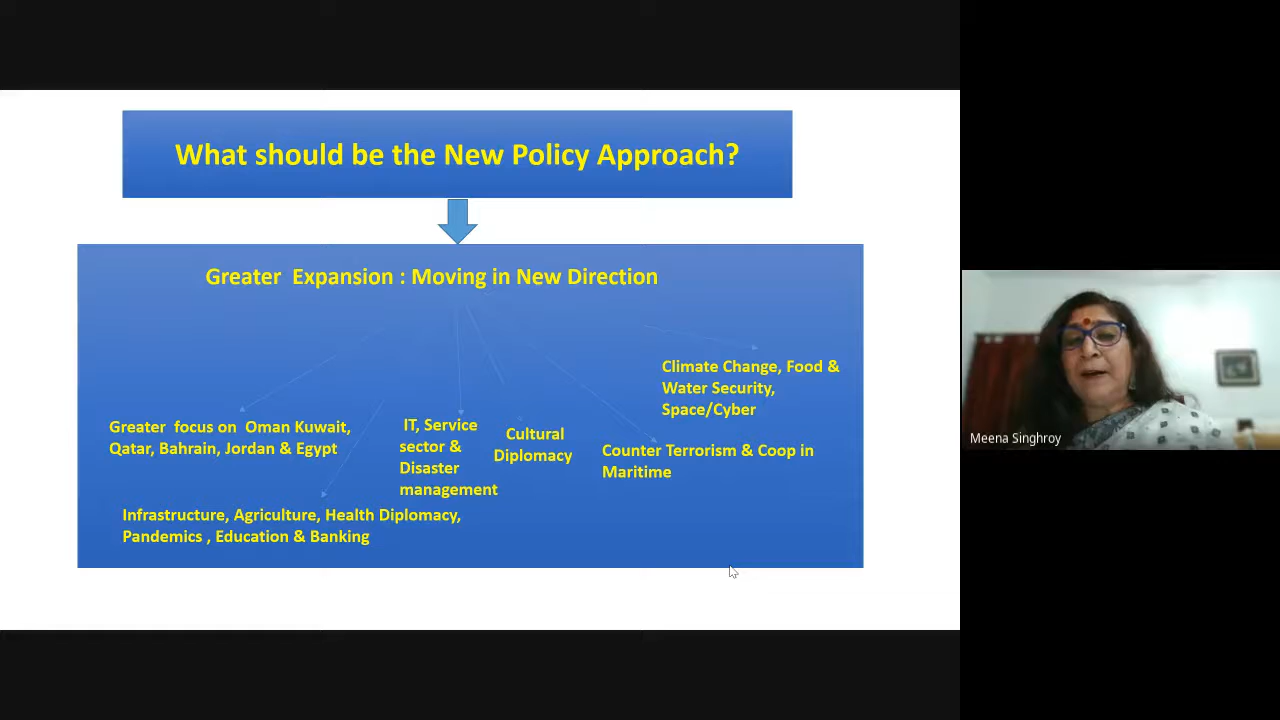 What should be the New Policy Approach?
Greater Expansion : Moving in New Direction
Climate Change, Food &
Water Security,
Space/Cyber
Greater focus on Oman Kuwait,
Qatar, Bahrain, Jordan & Egypt
IT, Service
sector &
Disaster
management
Cultural
Diplomacy
Counter Terrorism & Coop in
Maritime
Infrastructure, Agriculture, Health Diplomacy,
Pandemics , Education & Banking
Meena Singhroy